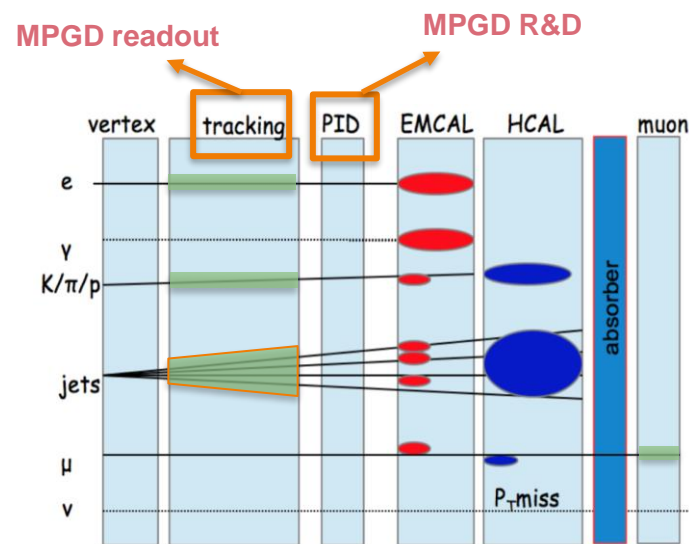 MPGD readout
MPGD R&D
vertex
tracking
PID
EMCAL
HCAL
muon
e
γ
K/π/p
jets
μ
ν
absorber
PTmiss